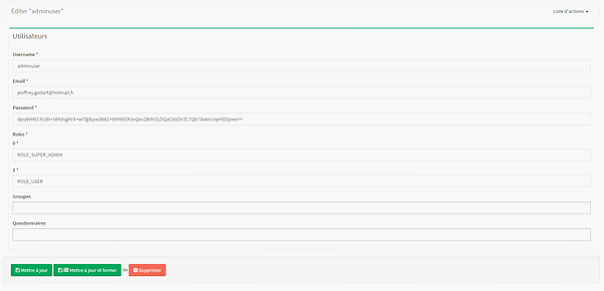 Éditer "adminuser"
Liste d'actions
Utilisateurs
Username *
adminuser
Email *
jeoffrey.godart@hotmail.fr
Password *
Roles *
0 *
ROLE_SUPER_ADMIN
1 *
ROLE_USER
Groupes
Questionnaires
Mettre à jour
Mettre à jour et fermer
ou
Supprimer